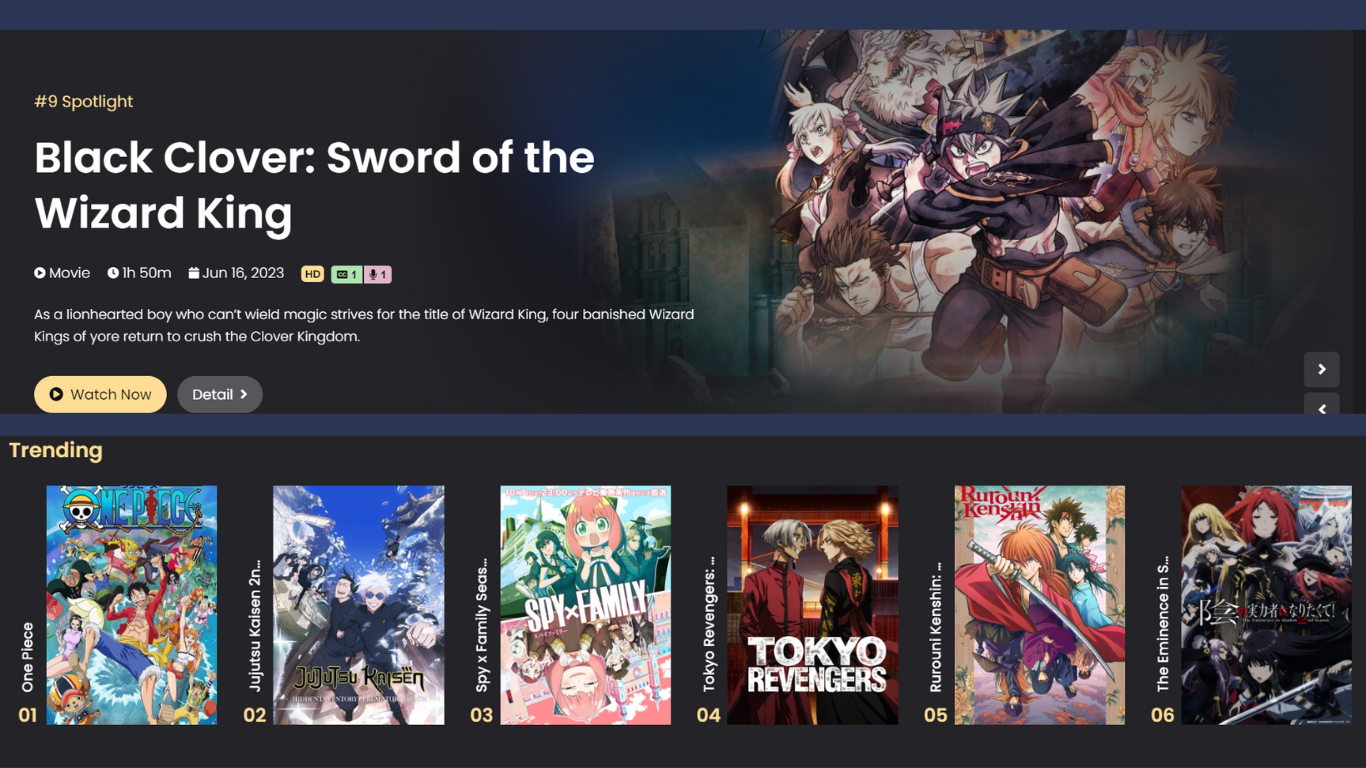 #9 Spotlight
Black Clover: Sword of the
Wizard King
Movie 1h 50m Jun 16, 2023 HD CC 1 1
As a lionhearted boy who can't wield magic strives for the title of Wizard King, four banished Wizard
Kings of yore return to crush the Clover Kingdom.
Watch Now Detail
Trending
One Piece
01
ONE PIECE
Jujutsu Kaisen 2n...
02
JUJUTSU KAISEN
Spy x Family Seas...
03
SPY×FAMILY
Tokyo Revengers: ...
04
TOKYO
REVENGERS
Rurouni Kenshin: ...
05
Rurouni
Kenshin
The Eminence in S...
06
陰の実力者になりたくて!